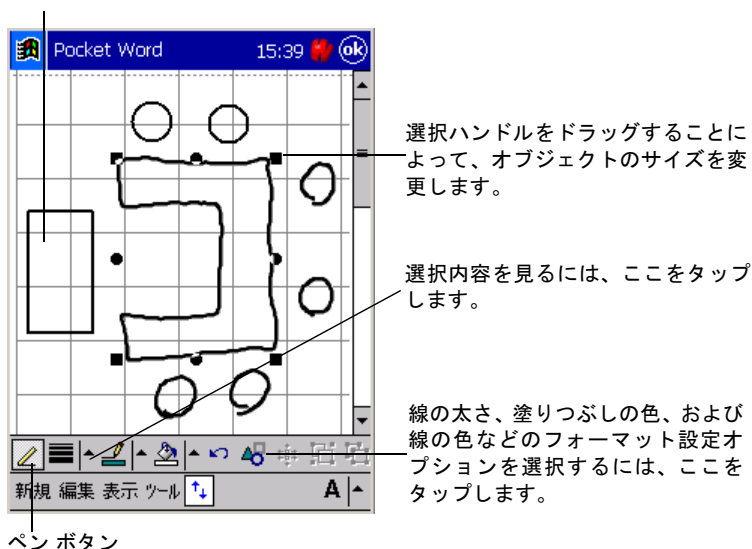 Pocket Word 15:39 ok
選択ハンドルをドラッグすることに
よって、オブジェクトのサイズを変
更します。
選択内容を見るには、ここをタップ
します。
線の太さ、塗りつぶしの色、および
線の色などのフォーマット設定オ
プションを選択するには、ここを
タップします。
新規 編集 表示 ツール A
ペン ボタン